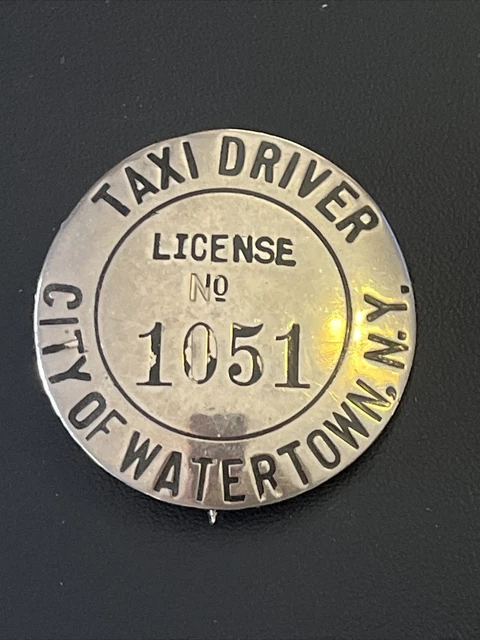 TAXI DRIVER
LICENSE
Nº
1051
CITY OF WATERTOWN, N.Y.